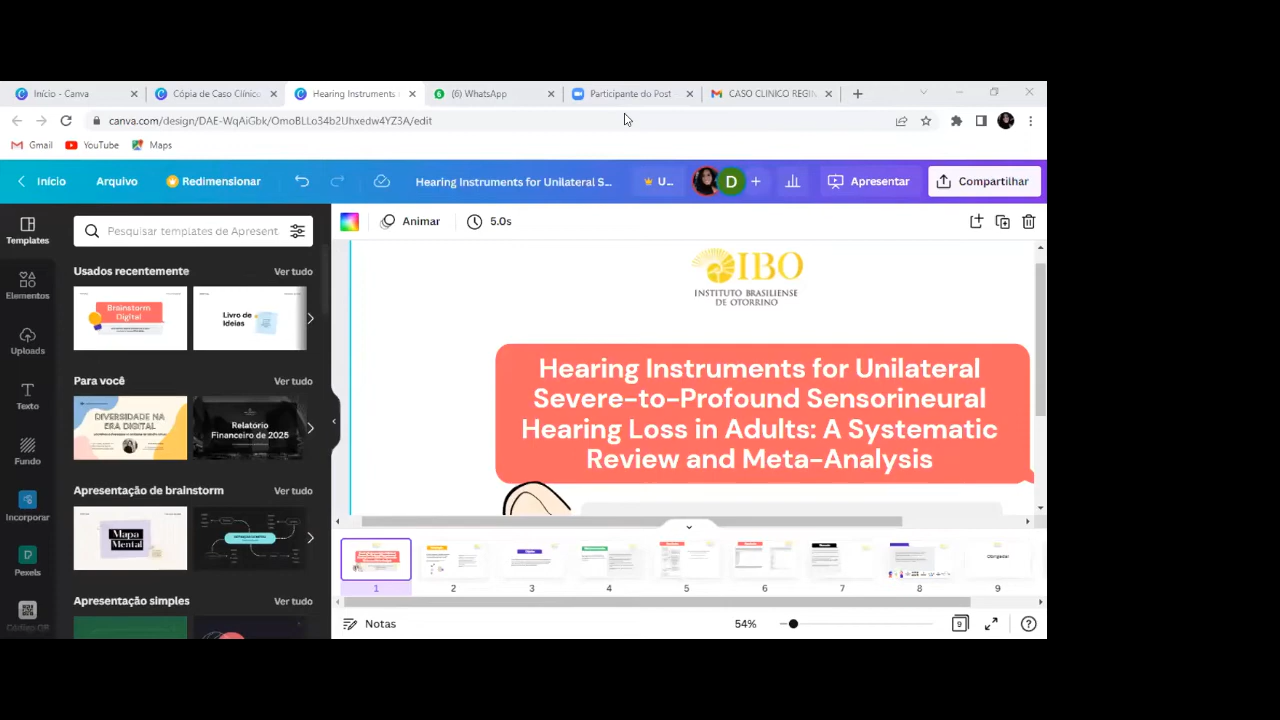 Início - Canva
Cópia de Caso Clínico
Hearing Instruments
(6) WhatsApp
Participante do Post
CASO CLINICO REGIN
canva.com/design/DAE-WqAiGbk/OmoBLLo34b2Uhxedw4YZ3A/edit
Gmail
YouTube
Maps
Início
Arquivo
Redimensionar
Hearing Instruments for Unilateral S...
U...
D
Apresentar
Compartilhar
Templates
Elementos
Uploads
Texto
Fundo
Incorporar
Pexels
Código QR
Pesquisar templates de Apresent
Usados recentemente
Ver tudo
Brainstorm
Digital
Livro de
Ideias
Para você
Ver tudo
DIVERSIDADE NA
ERA DIGITAL
Relatorio
Financeiro de 2025
Apresentação de brainstorm
Ver tudo
Mapa
Mental
Apresentação simples
Ver tudo
Animar
5.0s
IBO
INSTITUTO BRASILIENSE
DE OTORRINO
Hearing Instruments for Unilateral
Severe-to-Profound Sensorineural
Hearing Loss in Adults: A Systematic
Review and Meta-Analysis
Obrigada!
1
2
3
4
5
6
7
8
9
Notas
54%
9